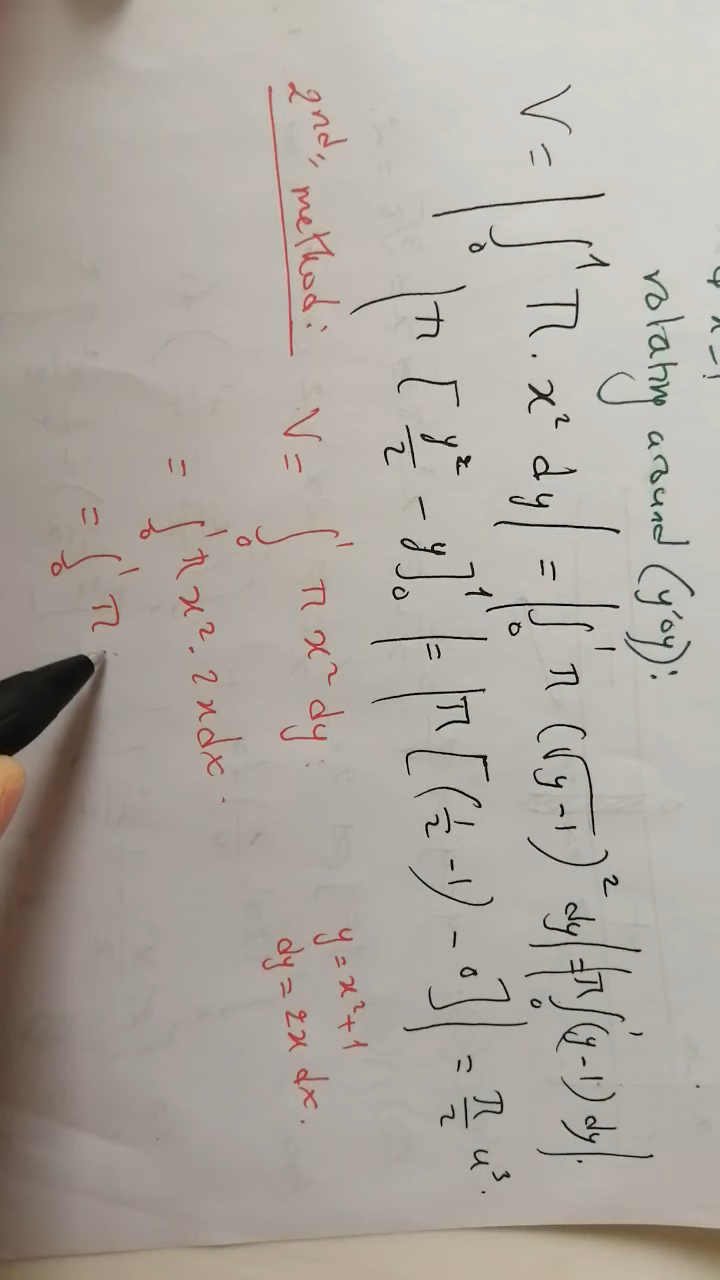 x=1
rotating around (y'oy):
V = |∫₀¹ π. x² dy| = |∫₀¹ π (√y-1)² dy| = |π ∫₀¹ (y-1) dy|.
|π [y²/2 - y]₀¹| = |π [(1/2 -1) - 0]| = π/2 u³.
2nd, method: V = ∫₀¹ π x² dy: y = x²+1
= ∫₀¹ π x². 2x dx. dy = 2x dx.
= ∫₀¹ π